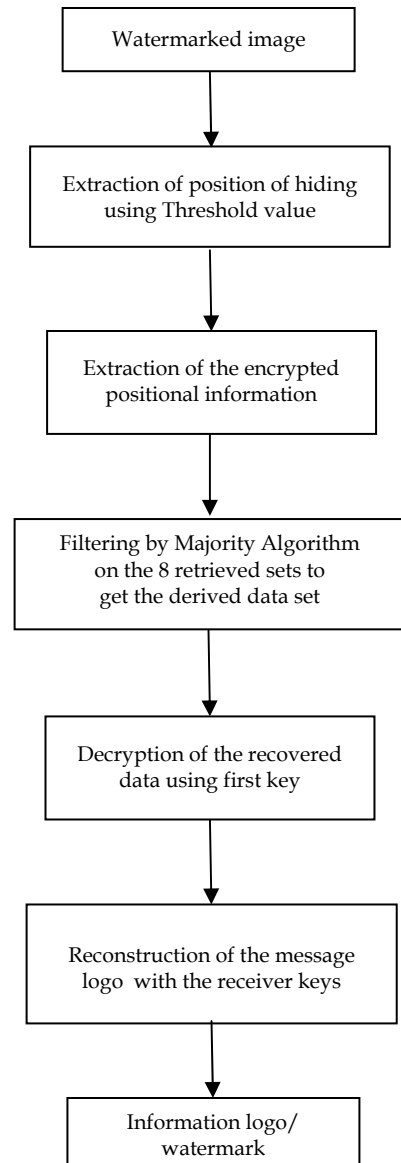 Watermarked image
Extraction of position of hiding
using Threshold value
Extraction of the encrypted
positional information
Filtering by Majority Algorithm
on the 8 retrieved sets to
get the derived data set
Decryption of the recovered
data using first key
Reconstruction of the message
logo with the receiver keys
Information logo/
watermark